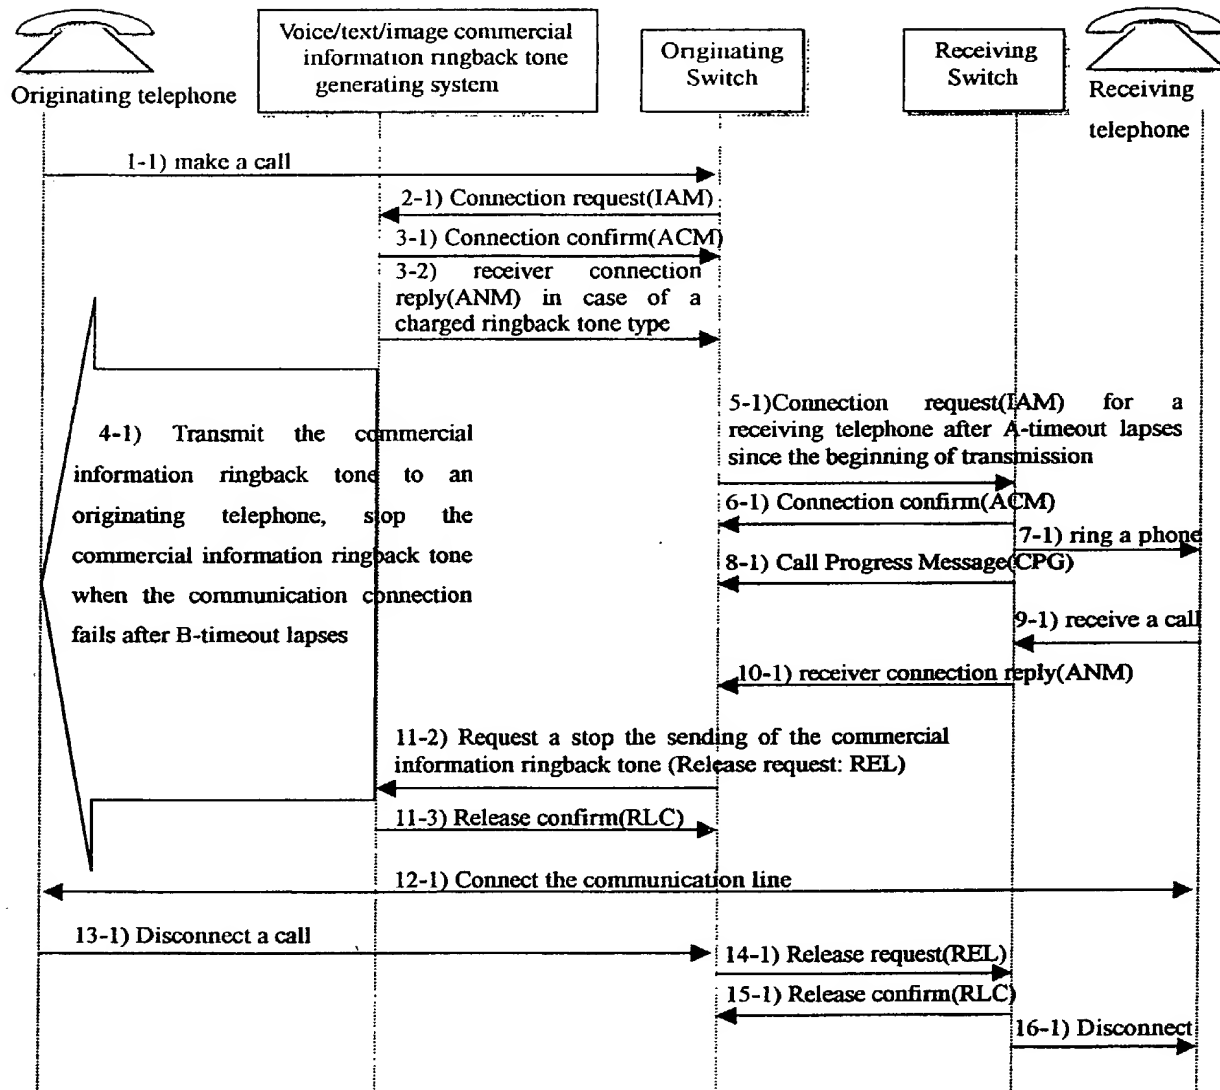 Voice/text/image commercial
information ringback tone
generating system
Originating
Switch
Receiving
Switch
Originating telephone
Receiving
telephone
1-1) make a call
2-1) Connection request(IAM)
3-1) Connection confirm(ACM)
3-2) receiver connection
reply(ANM) in case of a
charged ringback tone type
4-1) Transmit the commercial
information ringback tone to an
originating telephone, stop the
commercial information ringback tone
when the communication connection
fails after B-timeout lapses
5-1)Connection request(IAM) for a
receiving telephone after A-timeout lapses
since the beginning of transmission
6-1) Connection confirm(ACM)
7-1) ring a phone
8-1) Call Progress Message(CPG)
9-1) receive a call
10-1) receiver connection reply(ANM)
11-2) Request a stop the sending of the commercial
information ringback tone (Release request: REL)
11-3) Release confirm(RLC)
12-1) Connect the communication line
13-1) Disconnect a call
14-1) Release request(REL)
15-1) Release confirm(RLC)
16-1) Disconnect